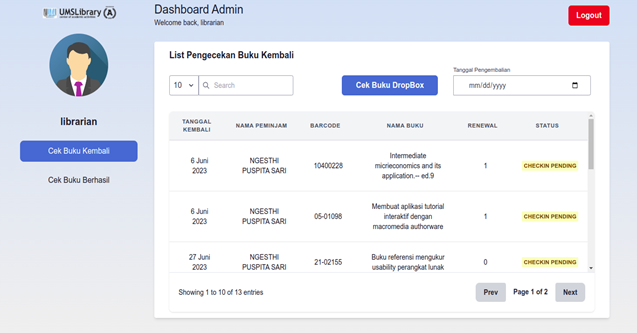 UMSLibrary
Dashboard Admin
Welcome back, librarian
Logout
librarian
Cek Buku Kembali
Cek Buku Berhasil
List Pengecekan Buku Kembali
10
Search
Cek Buku DropBox
Tanggal Pengembalian
mm/dd/yyyy
TANGGAL KEMBALI NAMA PEMINJAM BARCODE NAMA BUKU RENEWAL STATUS
6 Juni 2023 NGESTHI PUSPITA SARI 10400228 Intermediate micrieconomics and its application.-- ed.9 1 CHECKIN PENDING
6 Juni 2023 NGESTHI PUSPITA SARI 05-01098 Membuat aplikasi tutorial interaktif dengan macromedia authorware 1 CHECKIN PENDING
27 Juni 2023 NGESTHI PUSPITA SARI 21-02155 Buku referensi mengukur usability perangkat lunak 0 CHECKIN PENDING
Showing 1 to 10 of 13 entries
Prev
Page 1 of 2
Next